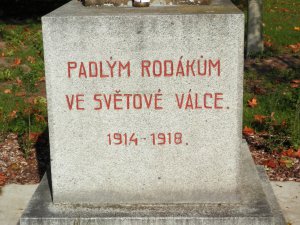 PADLÝM RODÁKŮM
VE SVĚTOVÉ VÁLCE.
1914-1918.